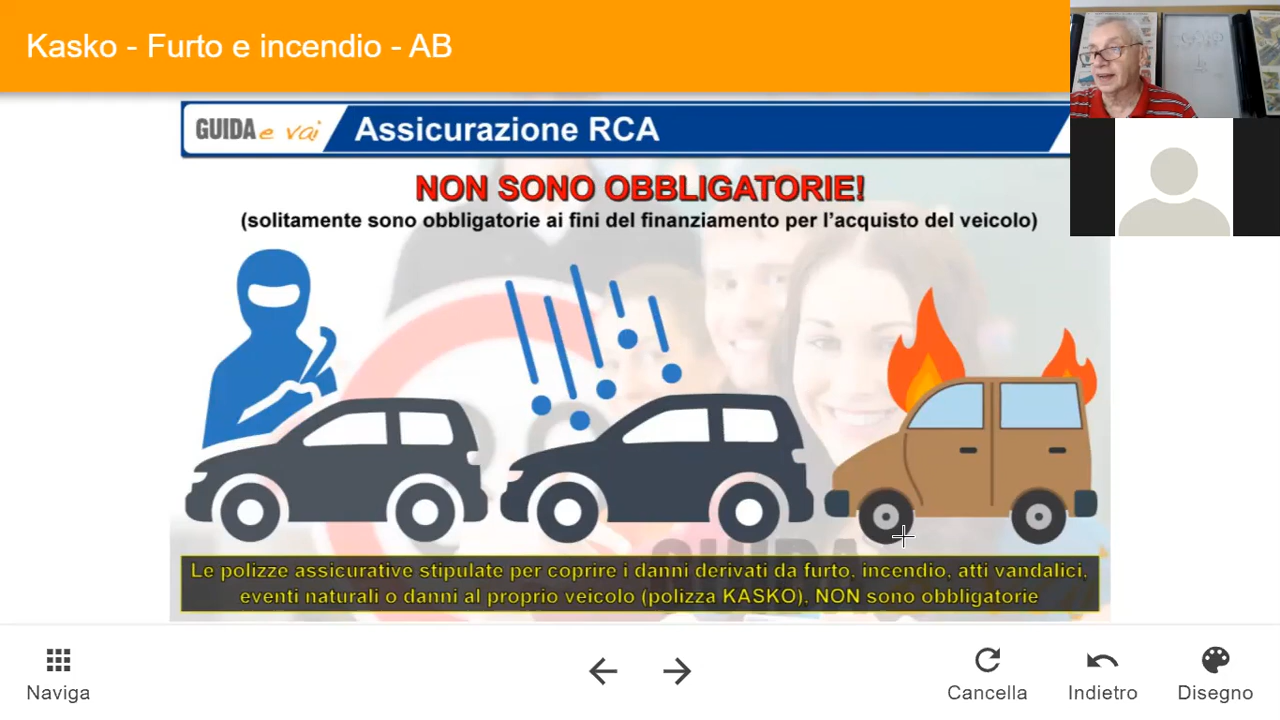 Kasko - Furto e incendio - AB
GUIDA e vai
Assicurazione RCA
NON SONO OBBLIGATORIE!
(solitamente sono obbligatorie ai fini del finanziamento per l'acquisto del veicolo)
Le polizze assicurative stipulate per coprire i danni derivati da furto, incendio, atti vandalici,
eventi naturali o danni al proprio veicolo (polizza KASKO), NON sono obbligatorie
Naviga
Cancella
Indietro
Disegno